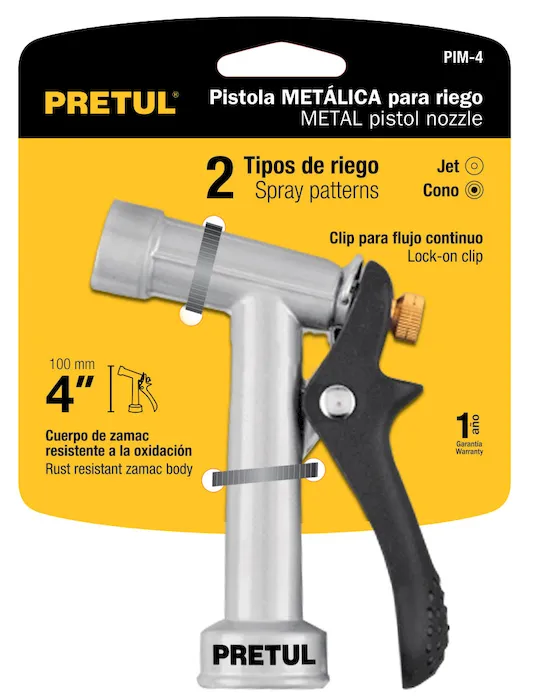 PIM-4
PRETUL®
Pistola METÁLICA para riego
METAL pistol nozzle
2 Tipos de riego
Spray patterns
Jet
Cono
Clip para flujo continuo
Lock-on clip
100 mm
4”
Cuerpo de zamac
resistente a la oxidación
Rust resistant zamac body
1 año
Garantía
Warranty
PRETUL